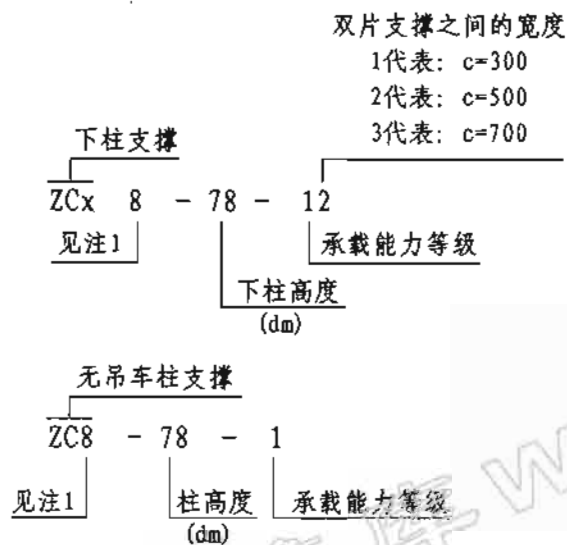 双片支撑之间的宽度
1代表: c=300
2代表: c=500
3代表: c=700
下柱支撑
ZCx 8 - 78 - 12
见注1
承载能力等级
下柱高度
(dm)
无吊车柱支撑
ZC8 - 78 - 1
见注1
柱高度
(dm)
承载能力等级
W